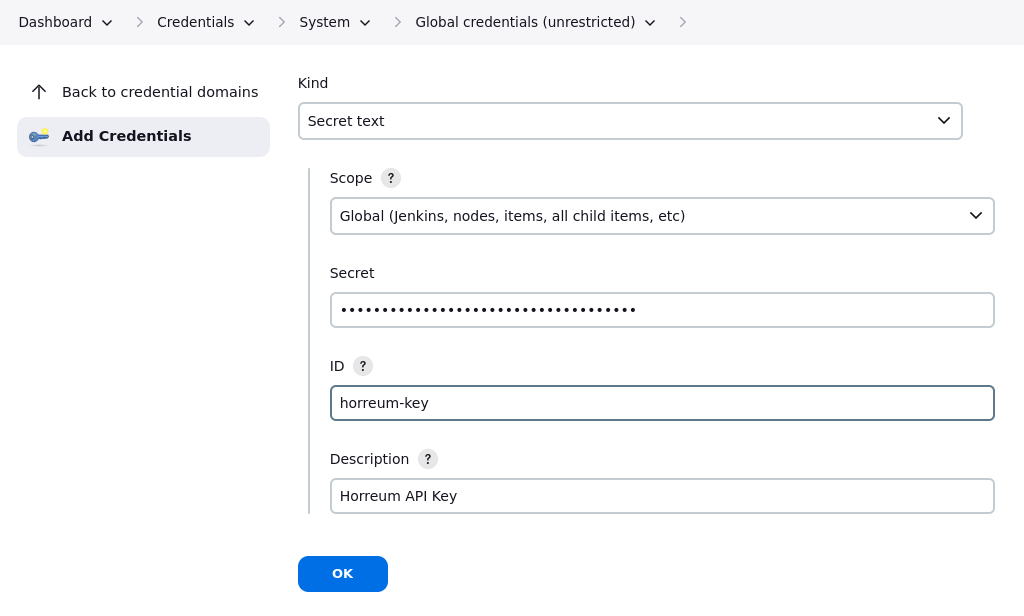 Dashboard Credentials System Global credentials (unrestricted)
Back to credential domains
Add Credentials
Kind
Secret text
Scope ?
Global (Jenkins, nodes, items, all child items, etc)
Secret
••••••••••••••••••••••••••••••••••••
ID ?
horreum-key
Description ?
Horreum API Key
OK